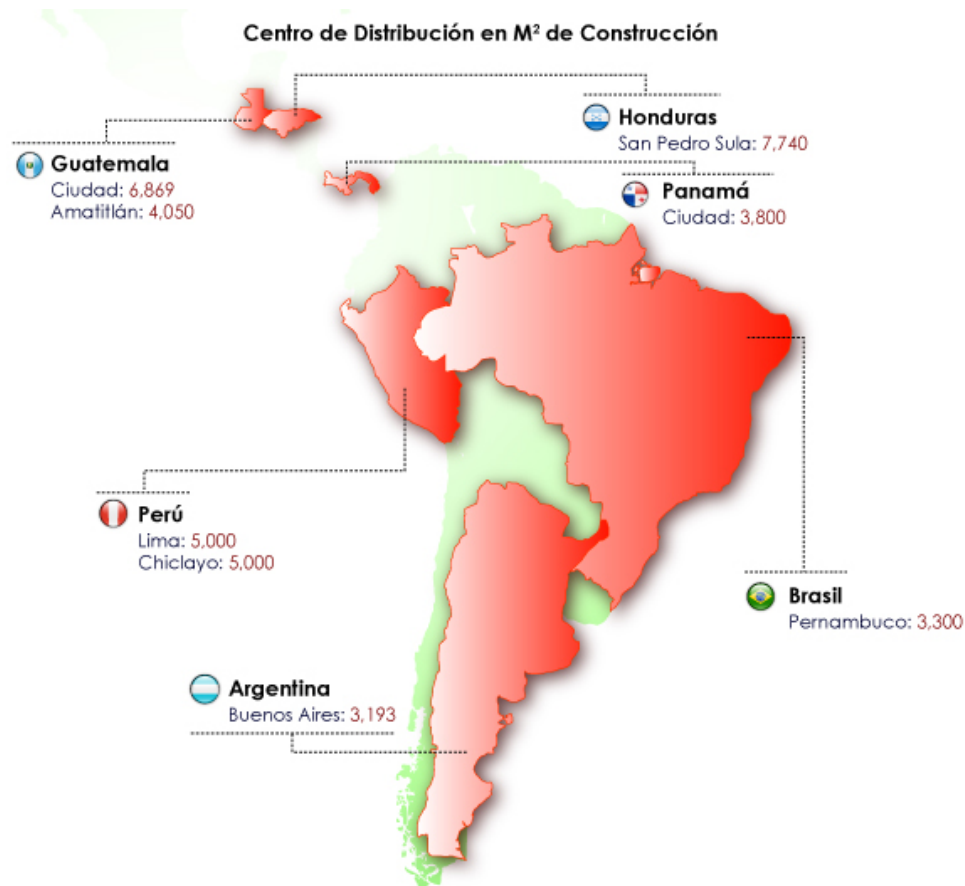 Centro de Distribución en M² de Construcción
Honduras
San Pedro Sula: 7,740
Guatemala
Ciudad: 6,869
Amatitlán: 4,050
Panamá
Ciudad: 3,800
Perú
Lima: 5,000
Chiclayo: 5,000
Brasil
Pernambuco: 3,300
Argentina
Buenos Aires: 3,193